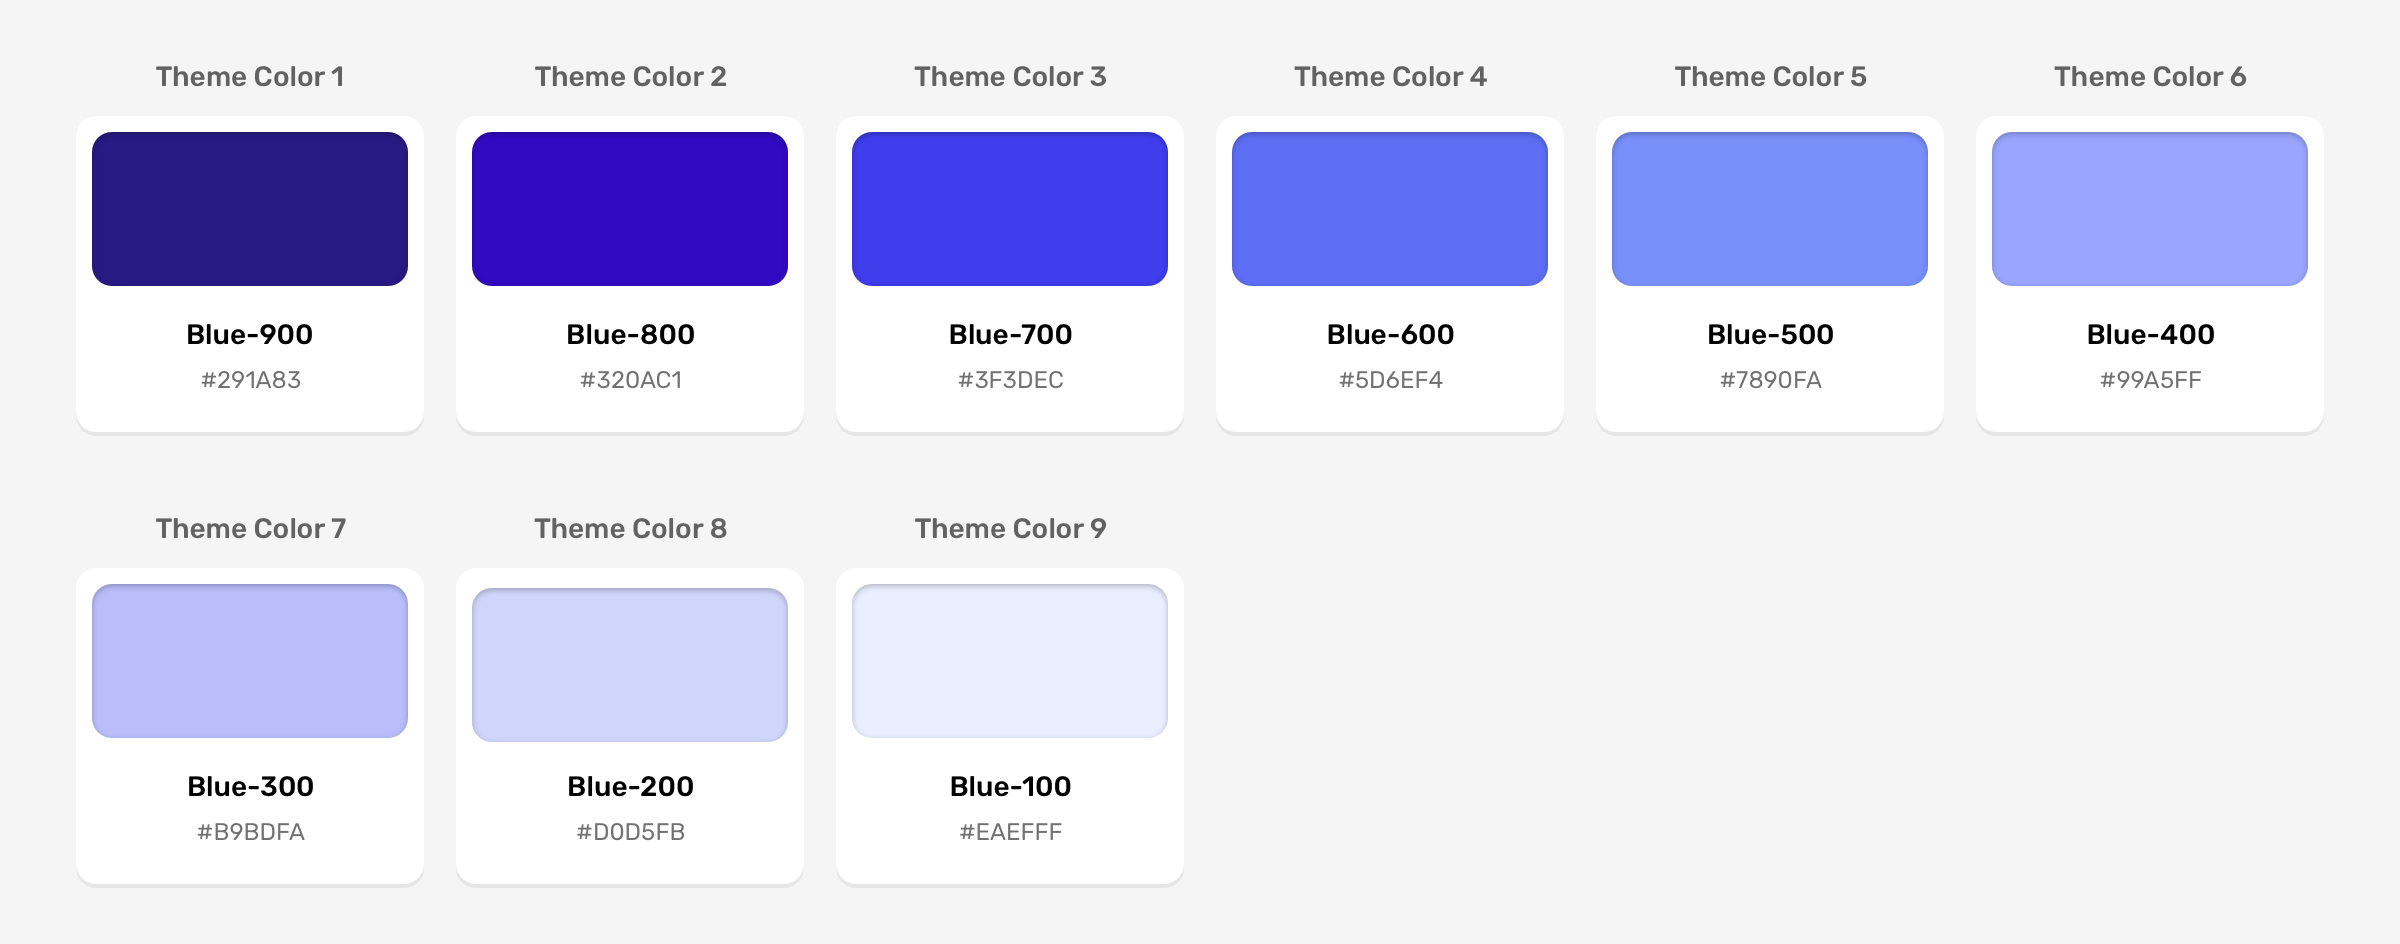 Theme Color 1
Theme Color 2
Theme Color 3
Theme Color 4
Theme Color 5
Theme Color 6
Blue-900
#291A83
Blue-800
#320AC1
Blue-700
#3F3DEC
Blue-600
#5D6EF4
Blue-500
#7890FA
Blue-400
#99A5FF
Theme Color 7
Theme Color 8
Theme Color 9
Blue-300
#B9BDFA
Blue-200
#D0D5FB
Blue-100
#EAEFFF